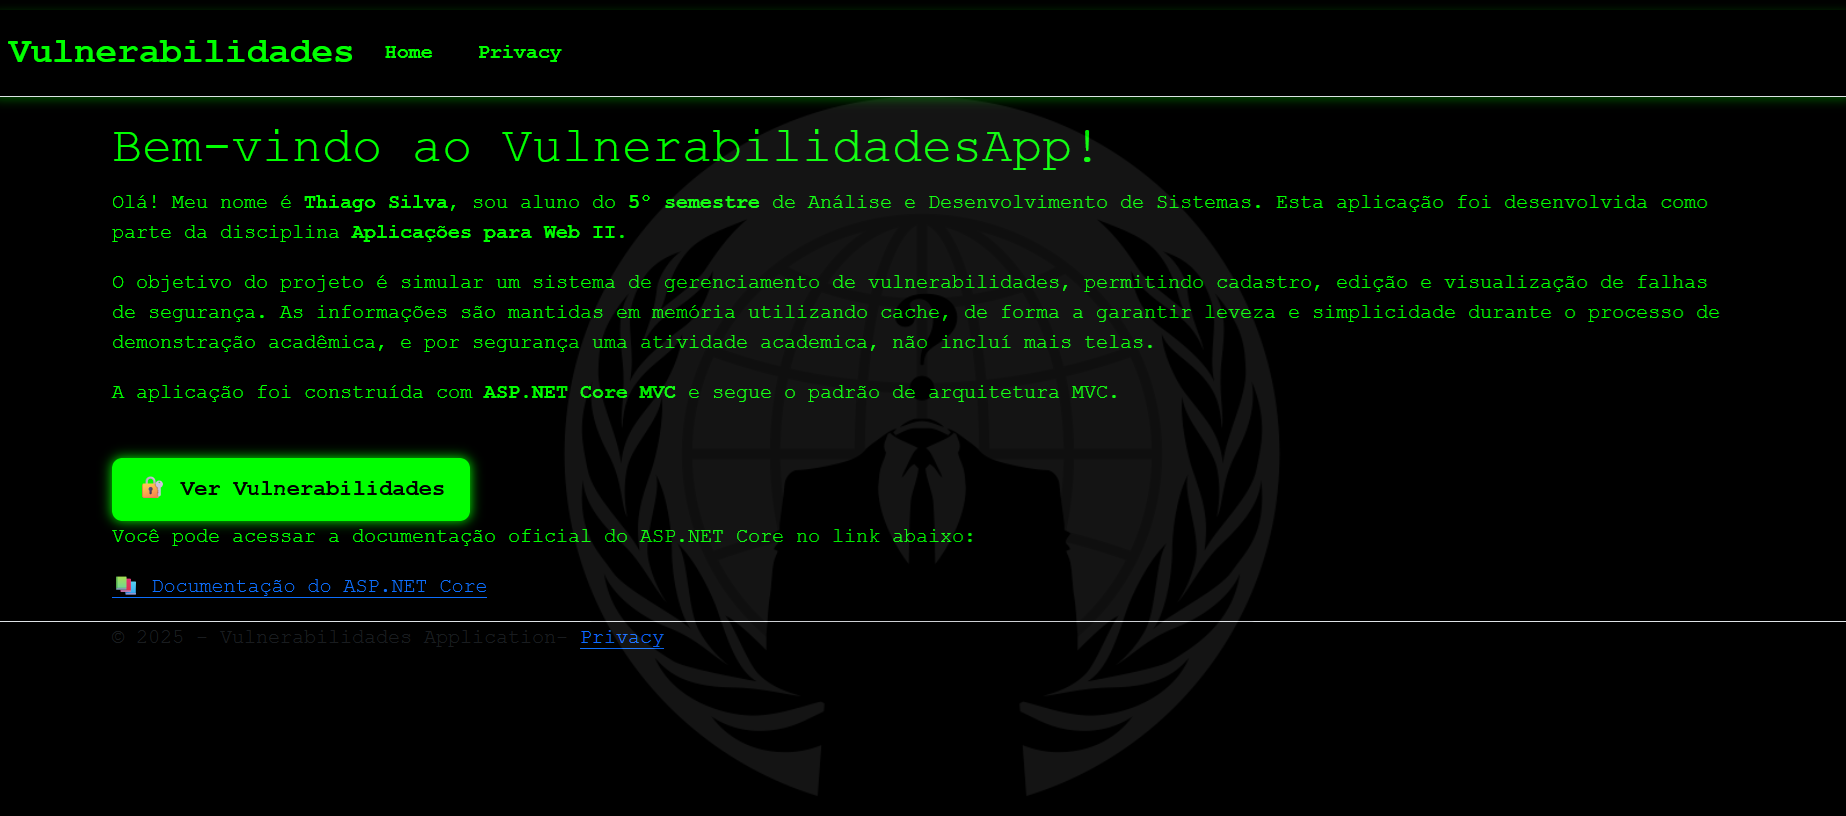 Vulnerabilidades Home Privacy
Bem-vindo ao VulnerabilidadesApp!
Olá! Meu nome é Thiago Silva, sou aluno do 5º semestre de Análise e Desenvolvimento de Sistemas. Esta aplicação foi desenvolvida como
parte da disciplina Aplicações para Web II.
O objetivo do projeto é simular um sistema de gerenciamento de vulnerabilidades, permitindo cadastro, edição e visualização de falhas
de segurança. As informações são mantidas em memória utilizando cache, de forma a garantir leveza e simplicidade durante o processo de
demonstração acadêmica, e por segurança uma atividade academica, não incluí mais telas.
A aplicação foi construída com ASP.NET Core MVC e segue o padrão de arquitetura MVC.
Ver Vulnerabilidades
Você pode acessar a documentação oficial do ASP.NET Core no link abaixo:
Documentação do ASP.NET Core
© 2025 - Vulnerabilidades Application- Privacy